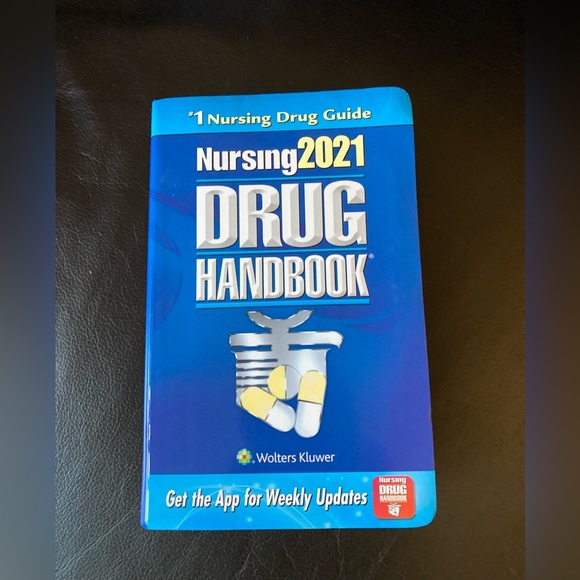 #1 Nursing Drug Guide
Nursing2021
DRUG
HANDBOOK®
Wolters Kluwer
Get the App for Weekly Updates
Nursing
DRUG
HANDBOOK